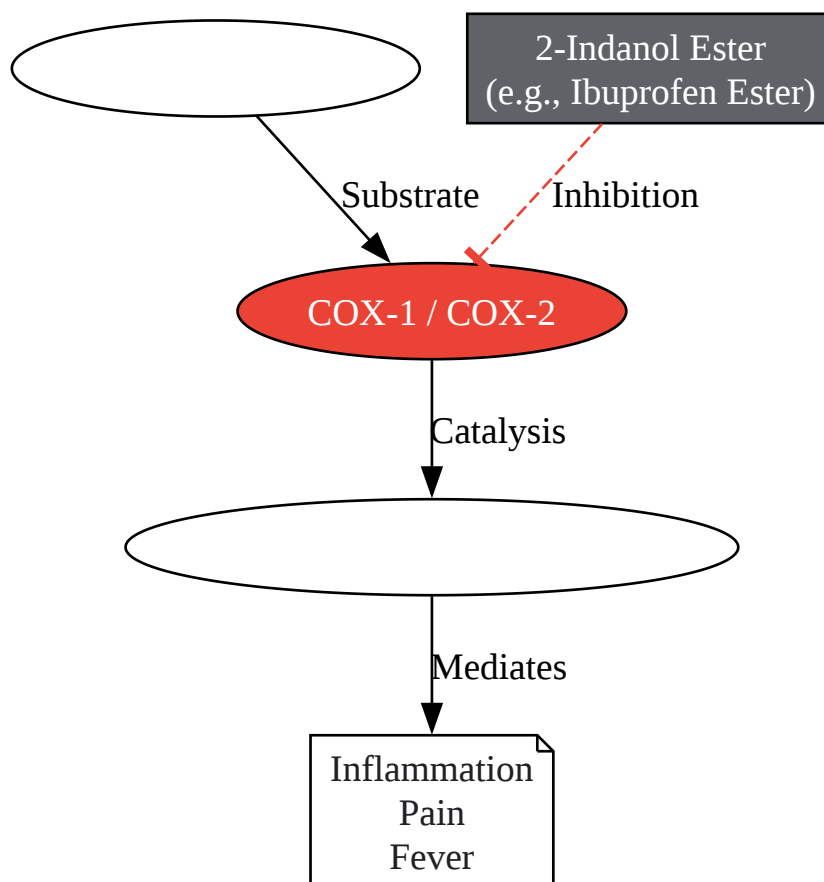 2-Indanol Ester
(e.g., Ibuprofen Ester)
Substrate
Inhibition
COX-1 / COX-2
Catalysis
Mediates
Inflammation
Pain
Fever